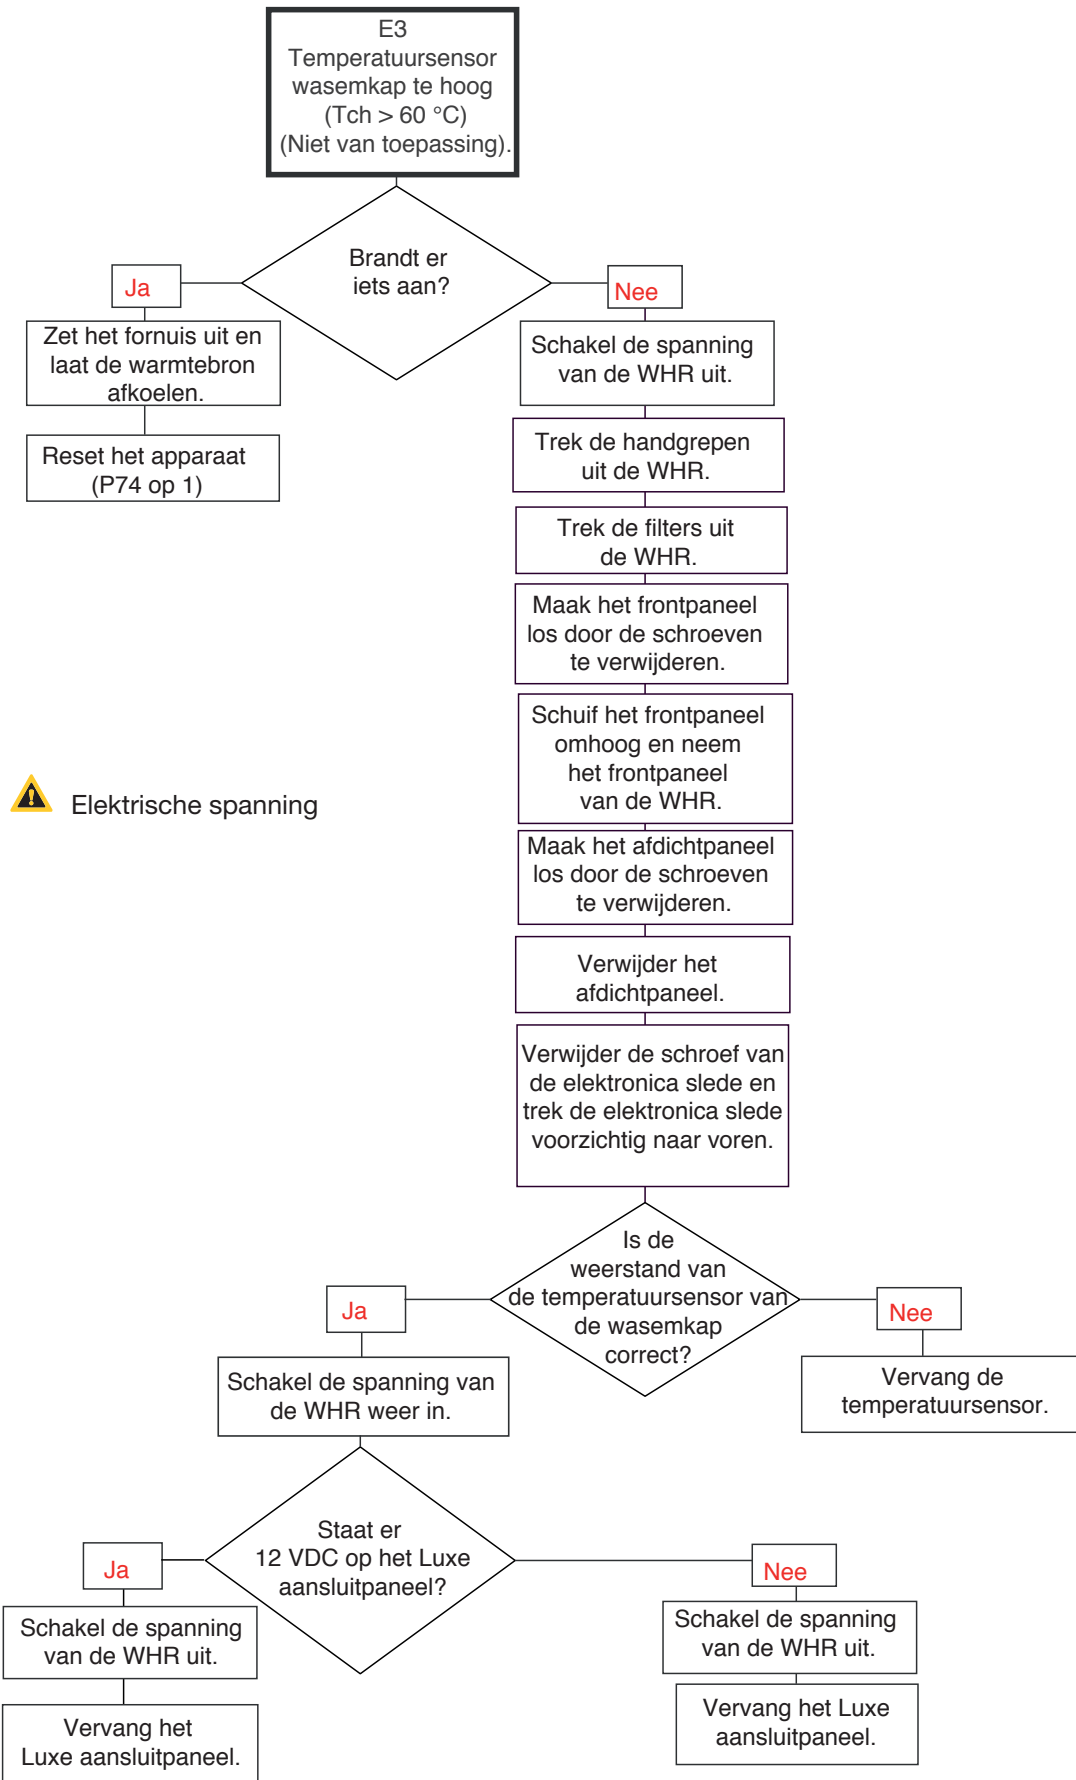 E3
Temperatuursensor
wasemkap te hoog
(Tch > 60 °C)
(Niet van toepassing).
Brandt er
iets aan?
Ja
Nee
Zet het fornuis uit en
laat de warmtebron
afkoelen.
Reset het apparaat
(P74 op 1)
Schakel de spanning
van de WHR uit.
Trek de handgrepen
uit de WHR.
Trek de filters uit
de WHR.
Maak het frontpaneel
los door de schroeven
te verwijderen.
Schuif het frontpaneel
omhoog en neem
het frontpaneel
van de WHR.
Elektrische spanning
Maak het afdichtpaneel
los door de schroeven
te verwijderen.
Verwijder het
afdichtpaneel.
Verwijder de schroef van
de elektronica slede en
trek de elektronica slede
voorzichtig naar voren.
Is de
weerstand van
de temperatuursensor van
de wasemkap
correct?
Ja
Nee
Schakel de spanning van
de WHR weer in.
Vervang de
temperatuursensor.
Staat er
12 VDC op het Luxe
aansluitpaneel?
Ja
Nee
Schakel de spanning
van de WHR uit.
Vervang het
Luxe aansluitpaneel.
Schakel de spanning
van de WHR uit.
Vervang het Luxe
aansluitpaneel.